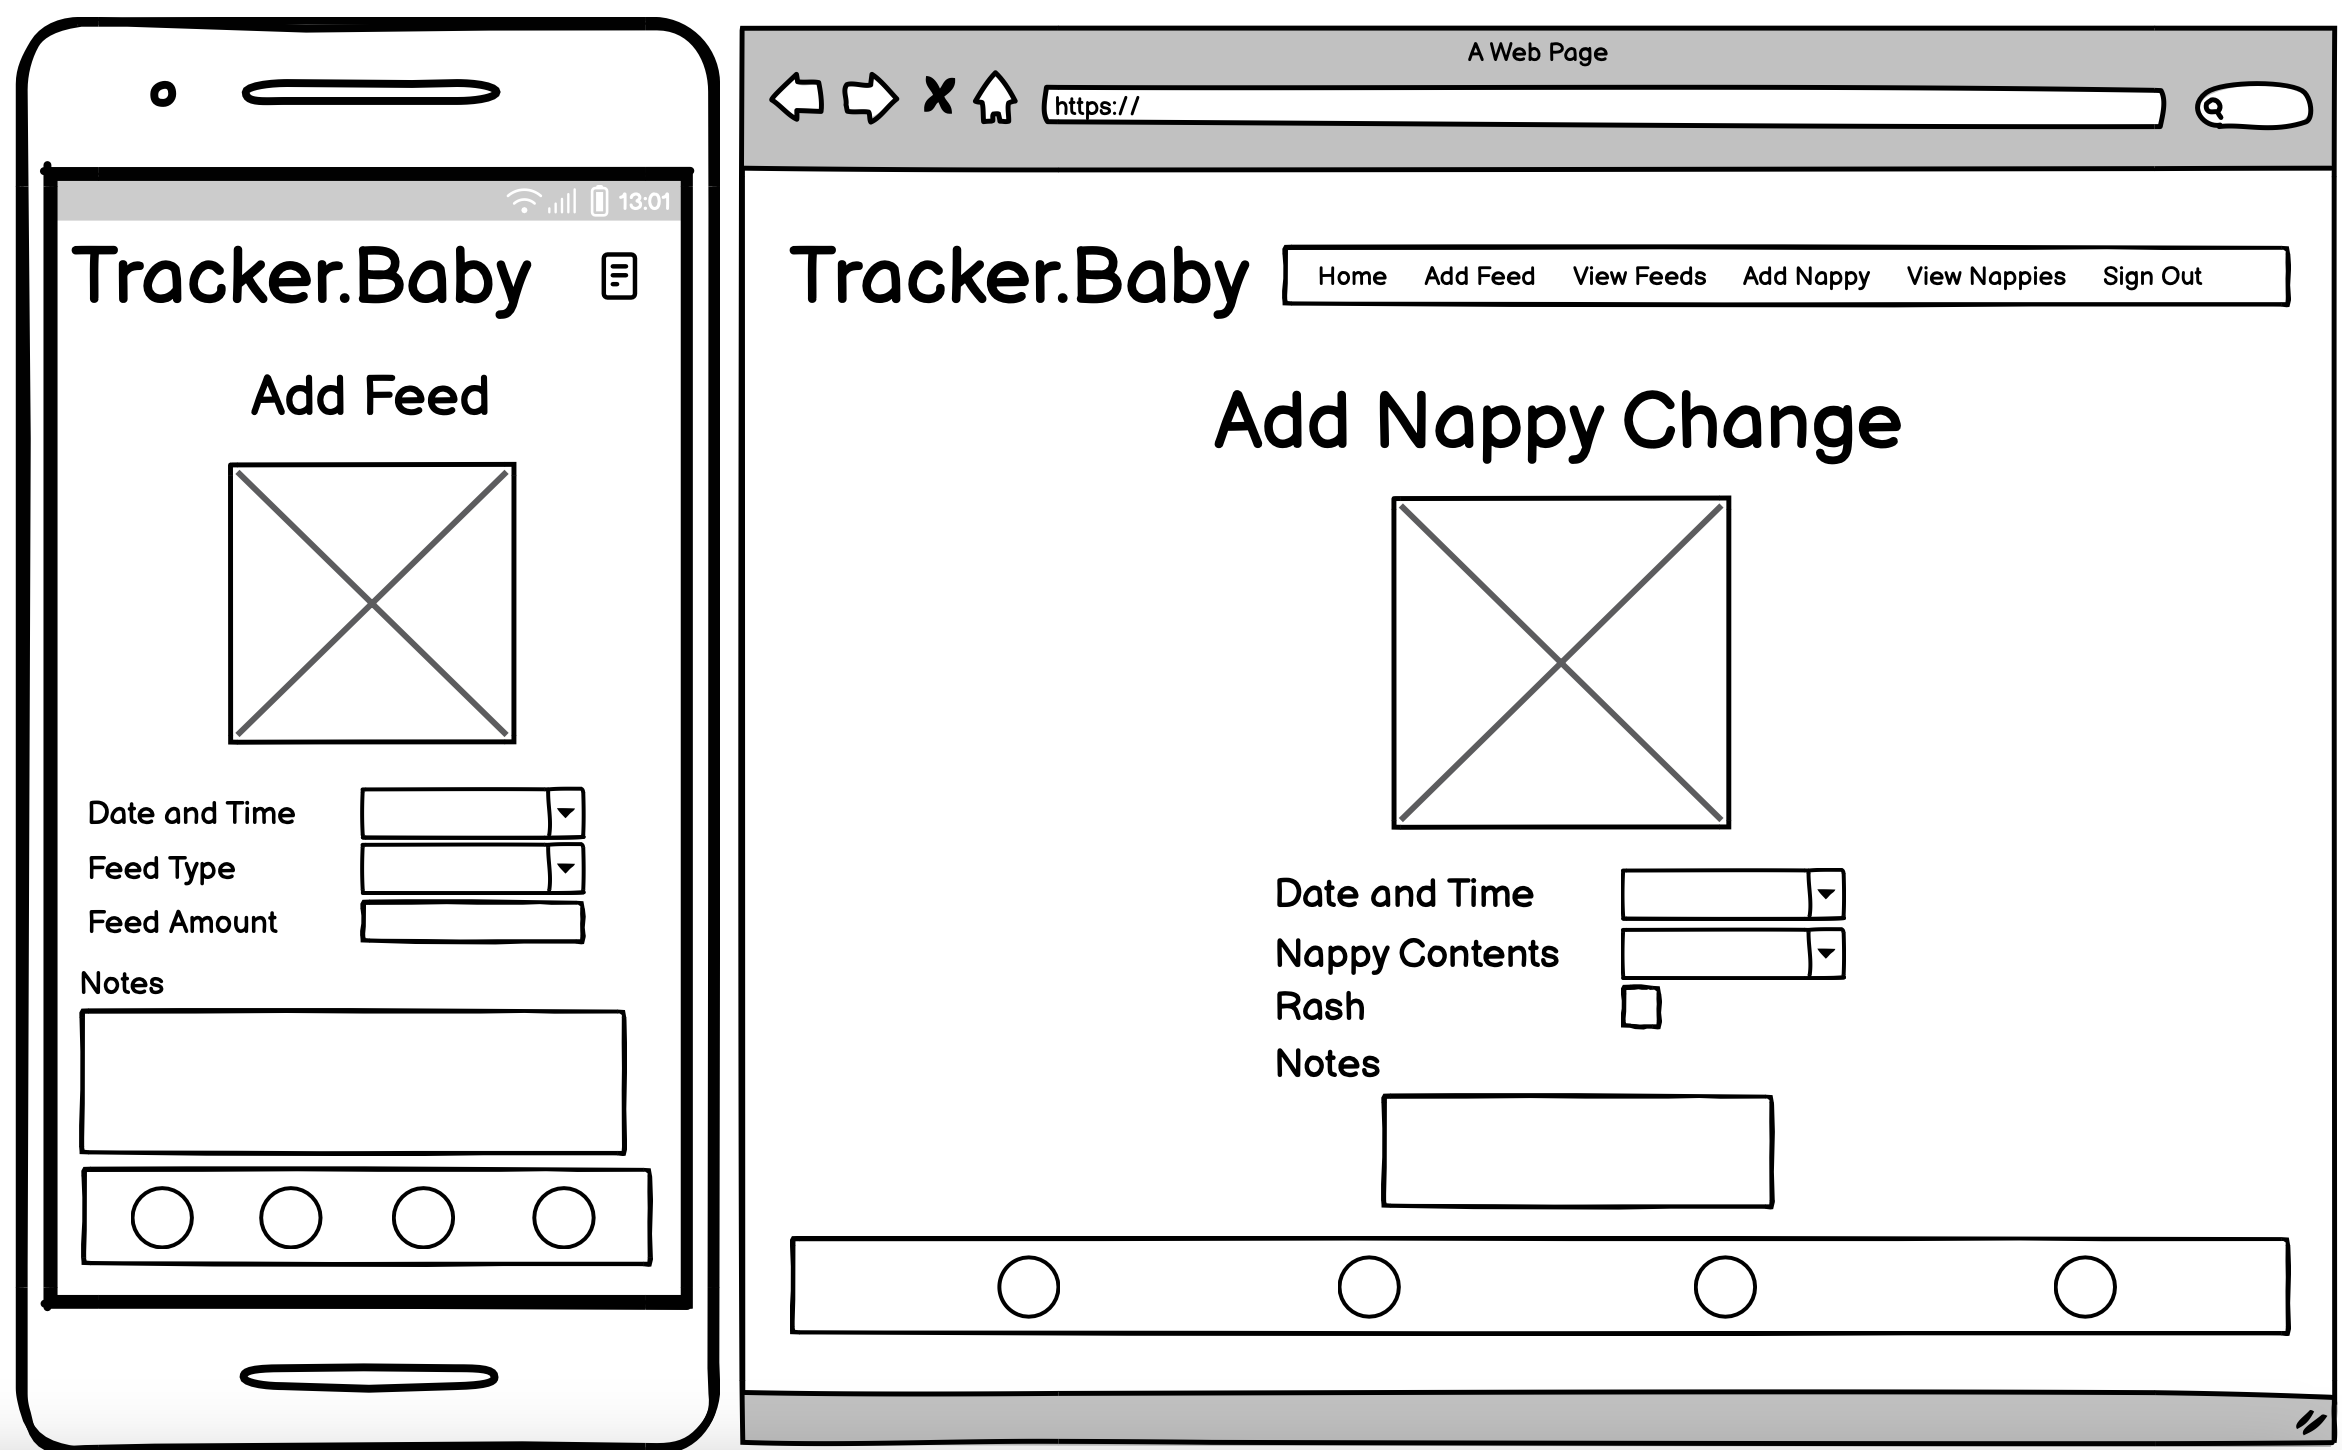 13:01
Tracker.Baby
Add Feed
Date and Time
Feed Type
Feed Amount
Notes
A Web Page
https://
Tracker.Baby
Home Add Feed View Feeds Add Nappy View Nappies Sign Out
Add Nappy Change
Date and Time
Nappy Contents
Rash
Notes